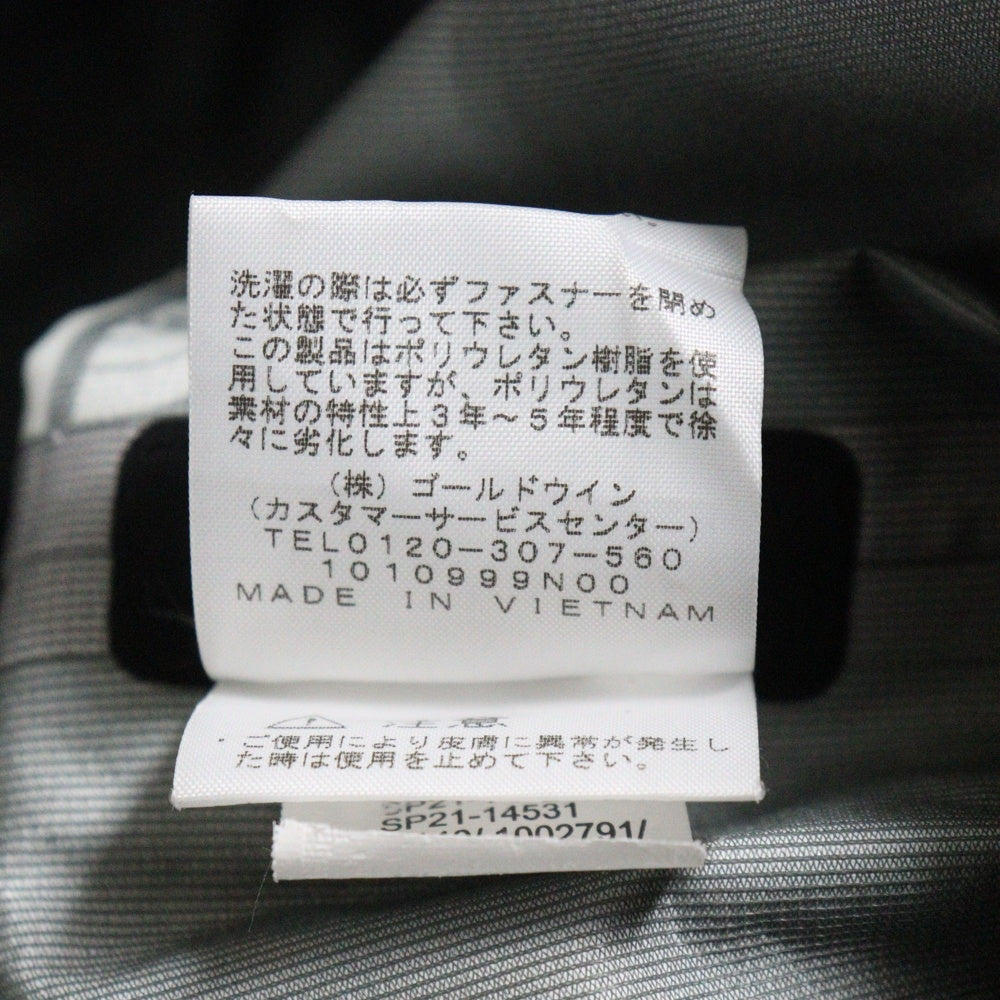 洗濯の際は必ずファスナーを閉め
た状態で行って下さい。
この製品はポリウレタン樹脂を使
用していますが、ポリウレタンは
素材の特性上3年～5年程度で徐
々に劣化します。
(株) ゴールドウイン
(カスタマーサービスセンター)
TEL0120-307-560
1010999N00
MADE IN VIETNAM
注意
・ご使用により皮膚に異常が発生し
た時は使用を止めて下さい。
SP21-14531
1002791/